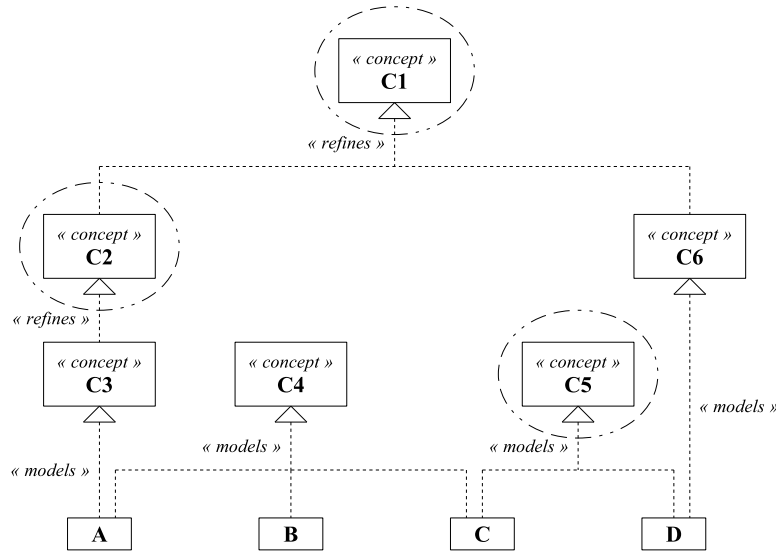 « concept »
C1
« refines »
« concept »
C2
« concept »
C6
« refines »
« concept »
C3
« concept »
C4
« concept »
C5
« models »
« models »
« models »
« models »
A
B
C
D